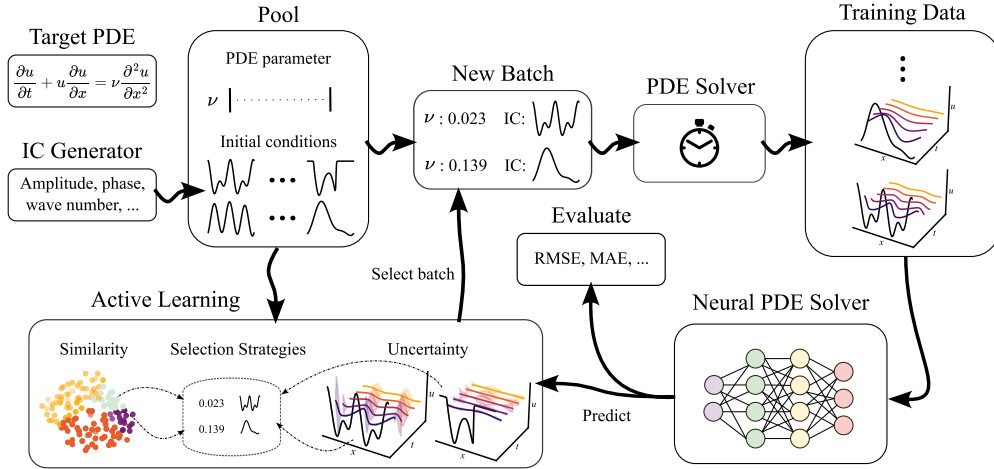 Target PDE
∂u/∂t + u ∂u/∂x = ν ∂²u/∂x²
IC Generator
Amplitude, phase,
wave number, ...
Pool
PDE parameter
ν
Initial conditions
New Batch
ν : 0.023 IC:
ν : 0.139 IC:
PDE Solver
Training Data
u
x
t
u
x
t
Evaluate
RMSE, MAE, ...
Select batch
Active Learning
Similarity
Selection Strategies
Uncertainty
0.023
0.139
u
x
t
u
x
t
Predict
Neural PDE Solver